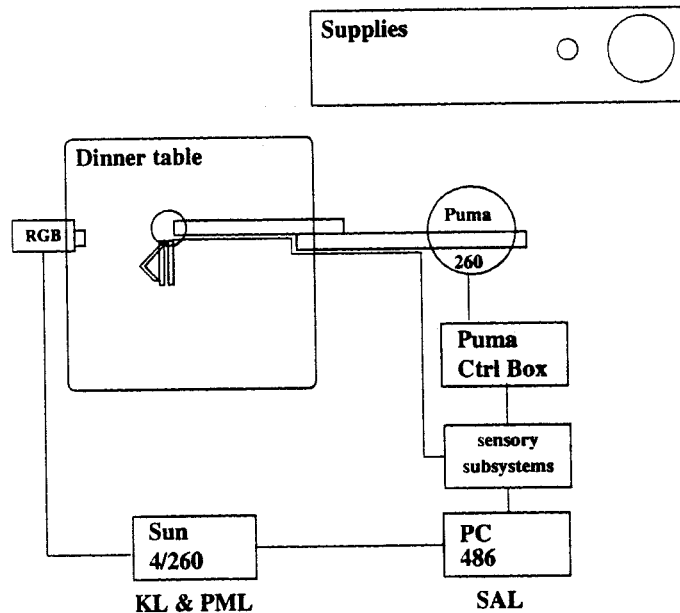 Supplies
Dinner table
RGB
Puma
260
Puma
Ctrl Box
sensory
subsystems
Sun
4/260
PC
486
KL & PML
SAL